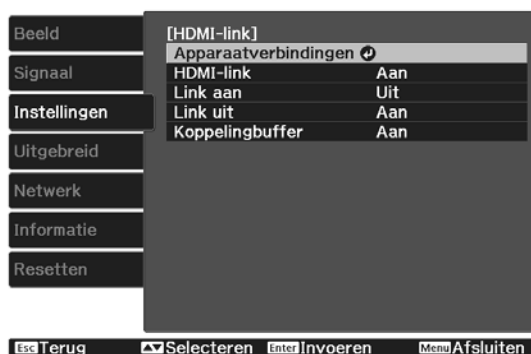 Beeld
Signaal
Instellingen
Uitgebreid
Netwerk
Informatie
Resetten
[HDMI-link]
Apparaatverbindingen
HDMI-link Aan
Link aan Uit
Link uit Aan
Koppelingbuffer Aan
Esc Terug Selecteren Enter Invoeren Menu Afsluiten